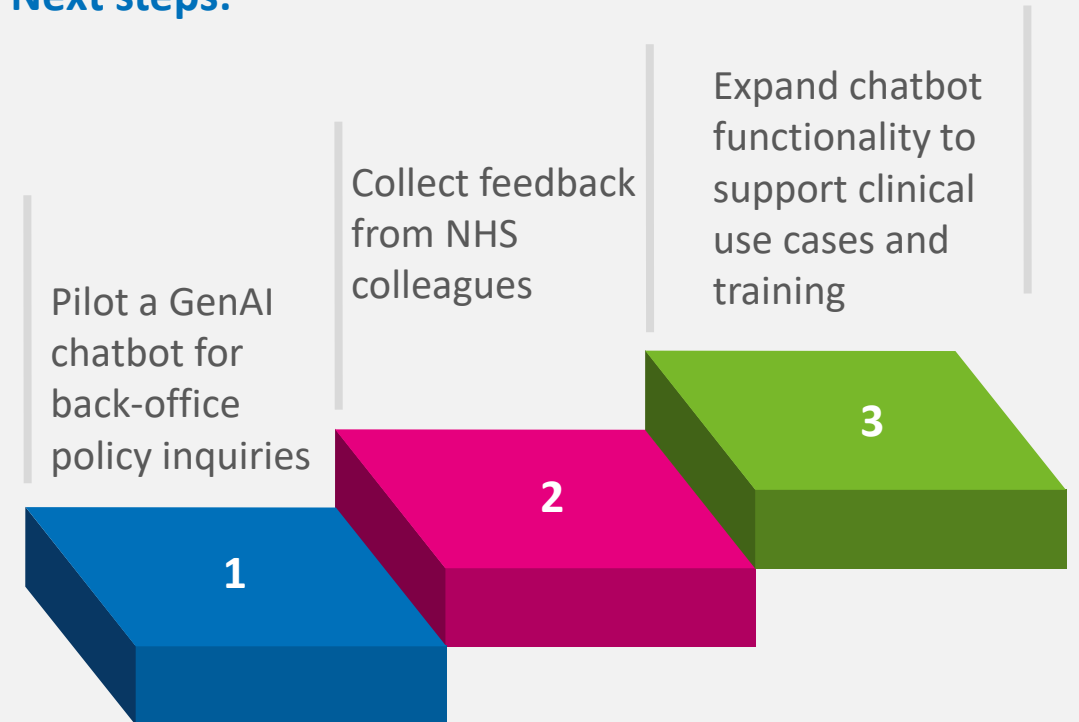 Next steps:
Pilot a GenAI
chatbot for
back-office
policy inquiries
1
Collect feedback
from NHS
colleagues
2
Expand chatbot
functionality to
support clinical
use cases and
training
3